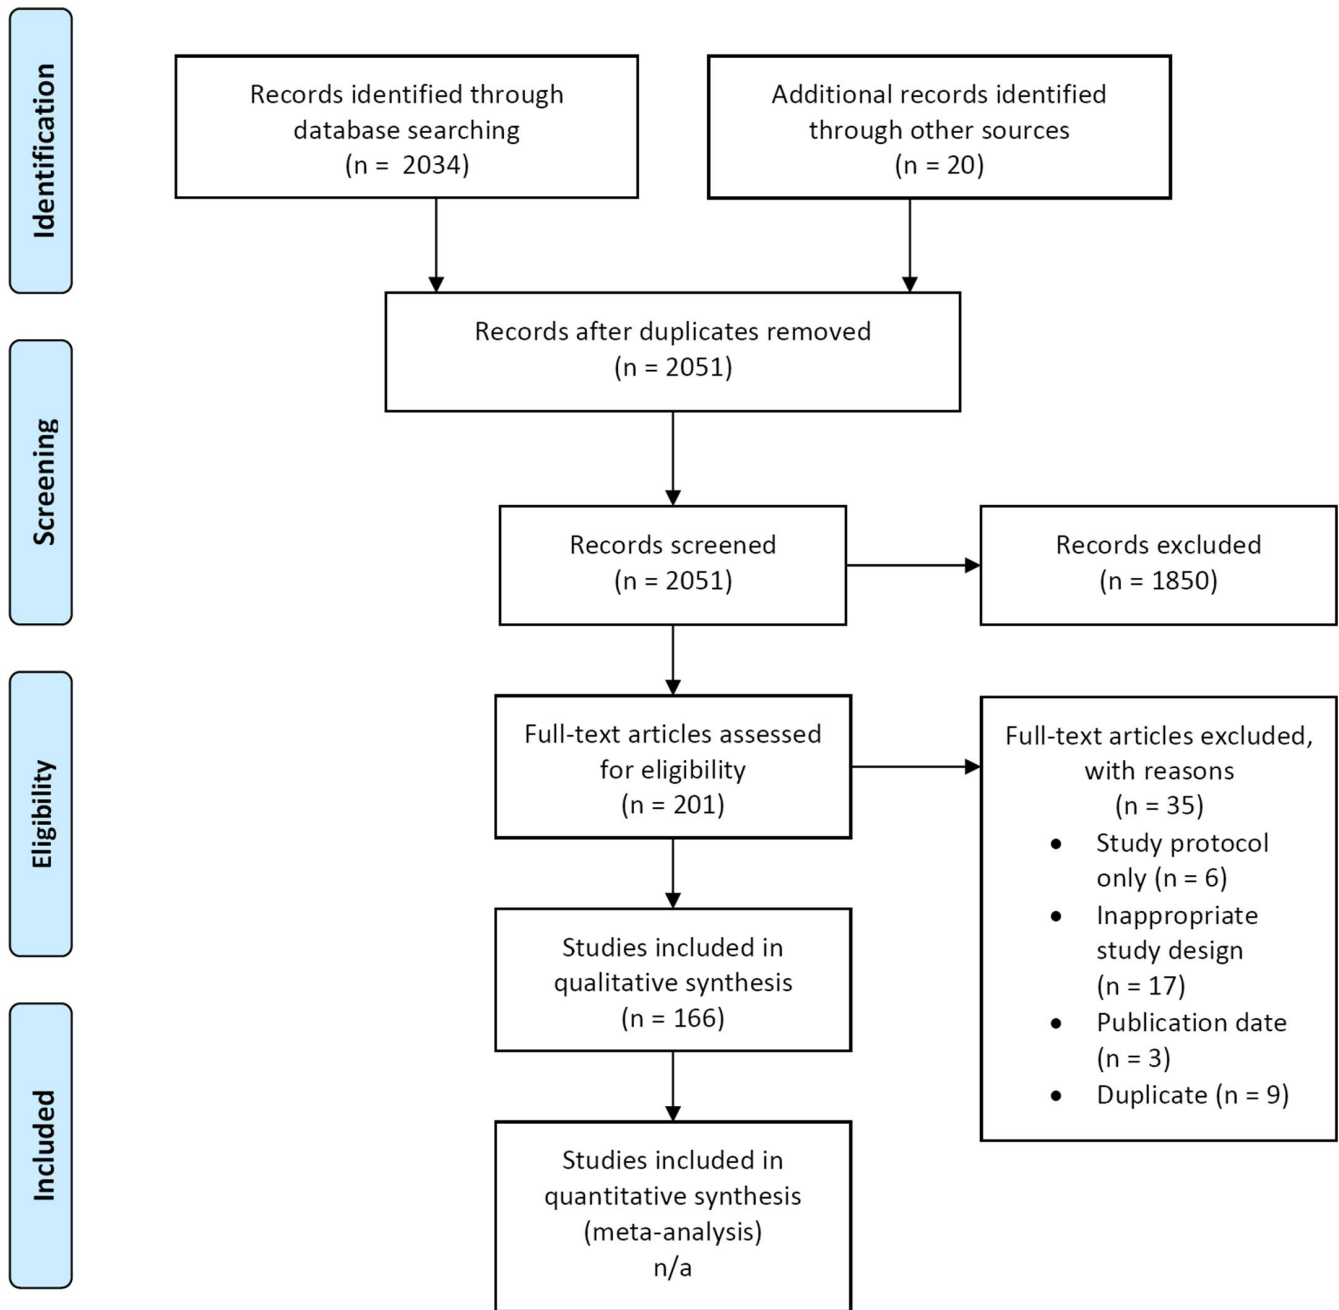 Identification
Records identified through
database searching
(n =  2034)
Additional records identified
through other sources
(n = 20)
Records after duplicates removed
(n = 2051)
Screening
Records screened
(n = 2051)
Records excluded
(n = 1850)
Eligibility
Full-text articles assessed
for eligibility
(n = 201)
Full-text articles excluded,
with reasons
(n = 35)
• Study protocol
only (n = 6)
• Inappropriate
study design
(n = 17)
• Publication date
(n = 3)
• Duplicate (n = 9)
Studies included in
qualitative synthesis
(n = 166)
Included
Studies included in
quantitative synthesis
(meta-analysis)
n/a